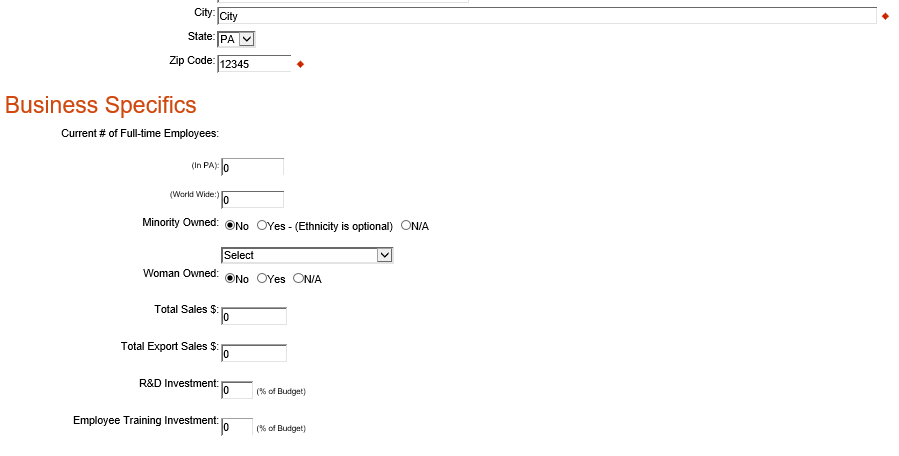 City: City
State: PA
Zip Code: 12345
Business Specifics
Current # of Full-time Employees:
(In PA): 0
(World Wide:) 0
Minority Owned: No Yes - (Ethnicity is optional) N/A
Select
Woman Owned: No Yes N/A
Total Sales $: 0
Total Export Sales $: 0
R&D Investment: 0 (% of Budget)
Employee Training Investment: 0 (% of Budget)